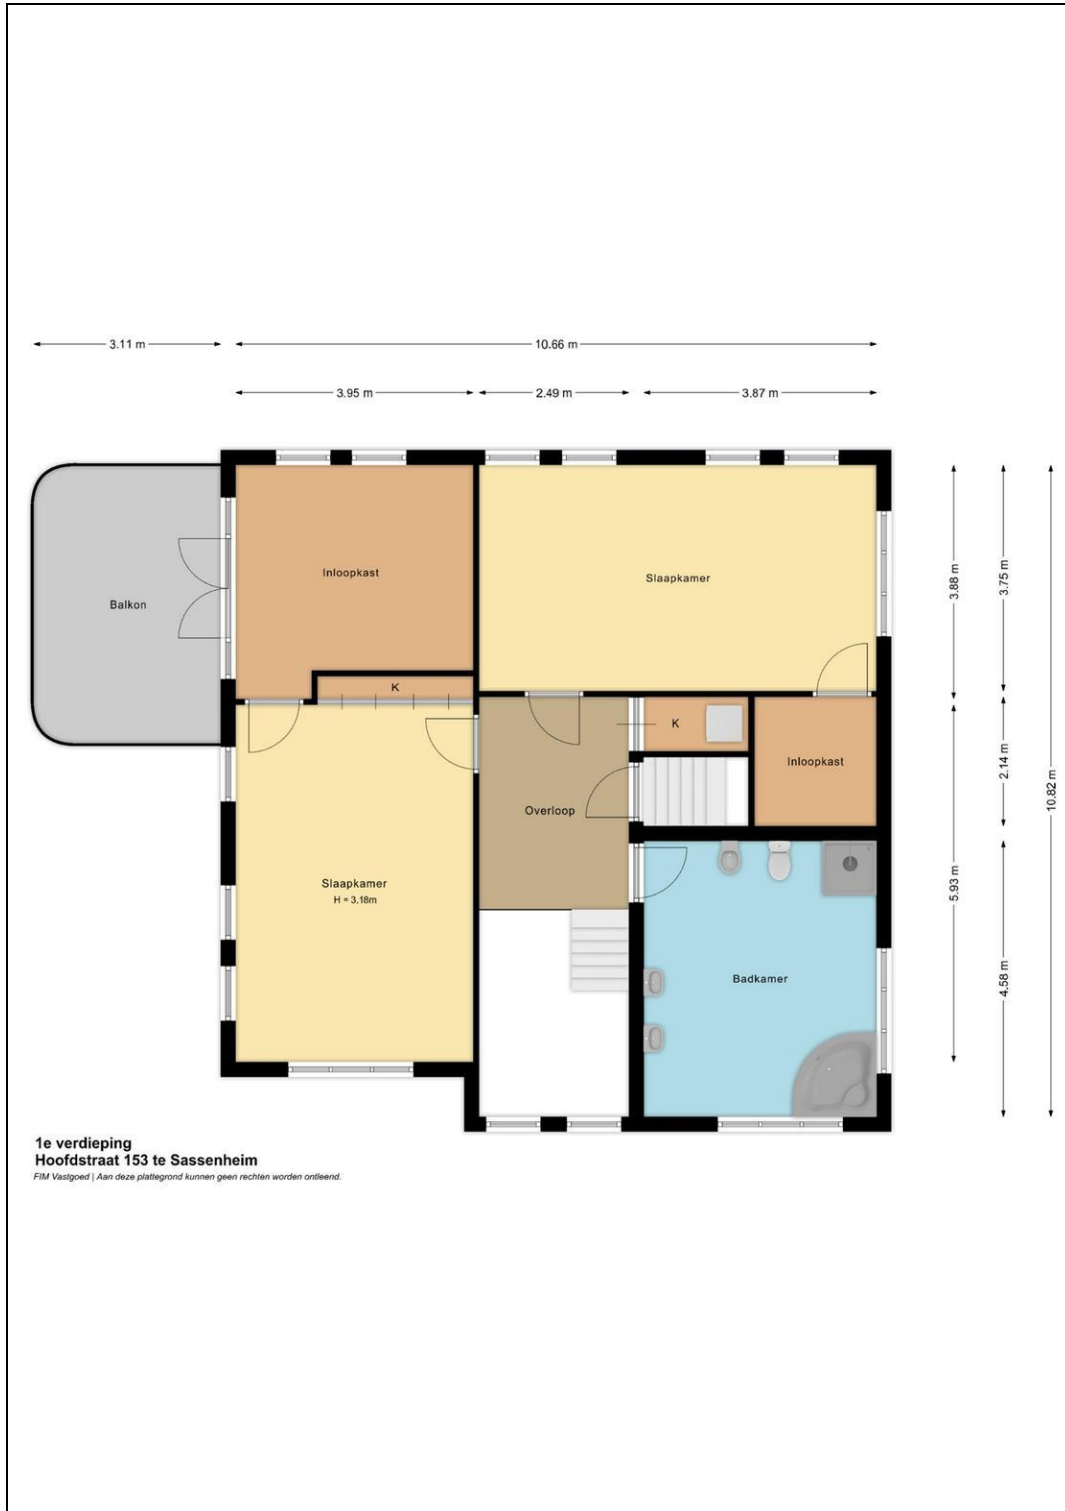 3.11 m
10.66 m
3.95 m
2.49 m
3.87 m
Inloopkast
Slaapkamer
Balkon
3.88 m
3.75 m
K
K
Inloopkast
2.14 m
10.82 m
Overloop
Slaapkamer
H = 3,18m
5.93 m
Badkamer
4.58 m
1e verdieping
Hoofdstraat 153 te Sassenheim
FIM Vastgoed | Aan deze plattegrond kunnen geen rechten worden ontleend.